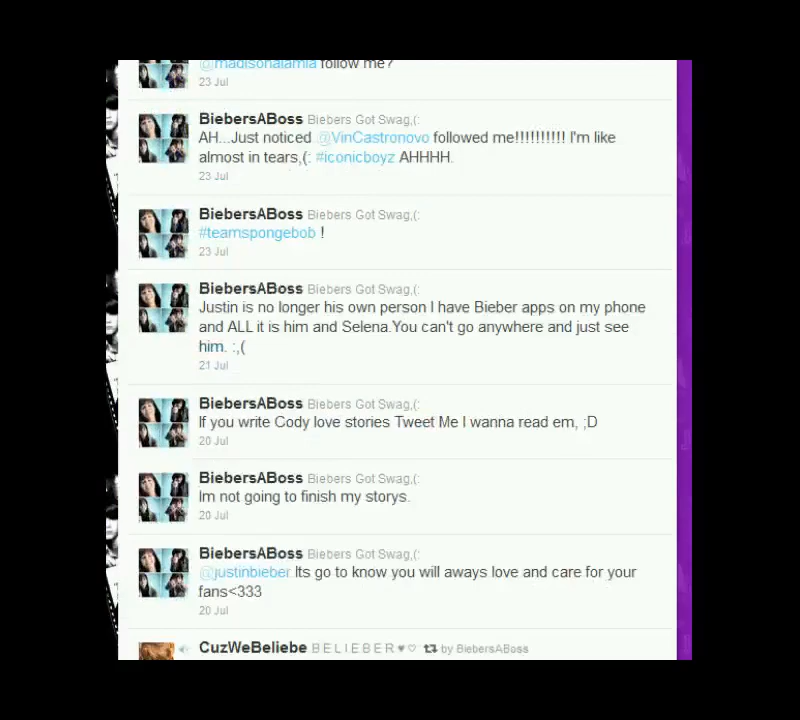 @madisonalamia follow me?
23 Jul
BiebersABoss Biebers Got Swag,(:
AH...Just noticed @VinCastronovo followed me!!!!!!!!!! I'm like
almost in tears,(: #iconicboyz AHHHH.
23 Jul
BiebersABoss Biebers Got Swag,(:
#teamspongebob !
23 Jul
BiebersABoss Biebers Got Swag,(:
Justin is no longer his own person I have Bieber apps on my phone
and ALL it is him and Selena.You can't go anywhere and just see
him. :,(
21 Jul
BiebersABoss Biebers Got Swag,(:
If you write Cody love stories Tweet Me I wanna read em, ;D
20 Jul
BiebersABoss Biebers Got Swag,(:
Im not going to finish my storys.
20 Jul
BiebersABoss Biebers Got Swag,(:
@justinbieber Its go to know you will aways love and care for your
fans<333
20 Jul
CuzWeBeliebe B E L I E B E R ♥♡ by BiebersABoss